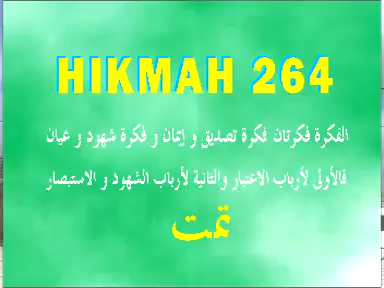 HIKMAH 264
الفكرة فكرتان فكرة تصديق و إيمان و فكرة شهود و عيان
فالأولى لأرباب الاعتبار والثانية لأرباب الشهود و الاستبصار
تمت